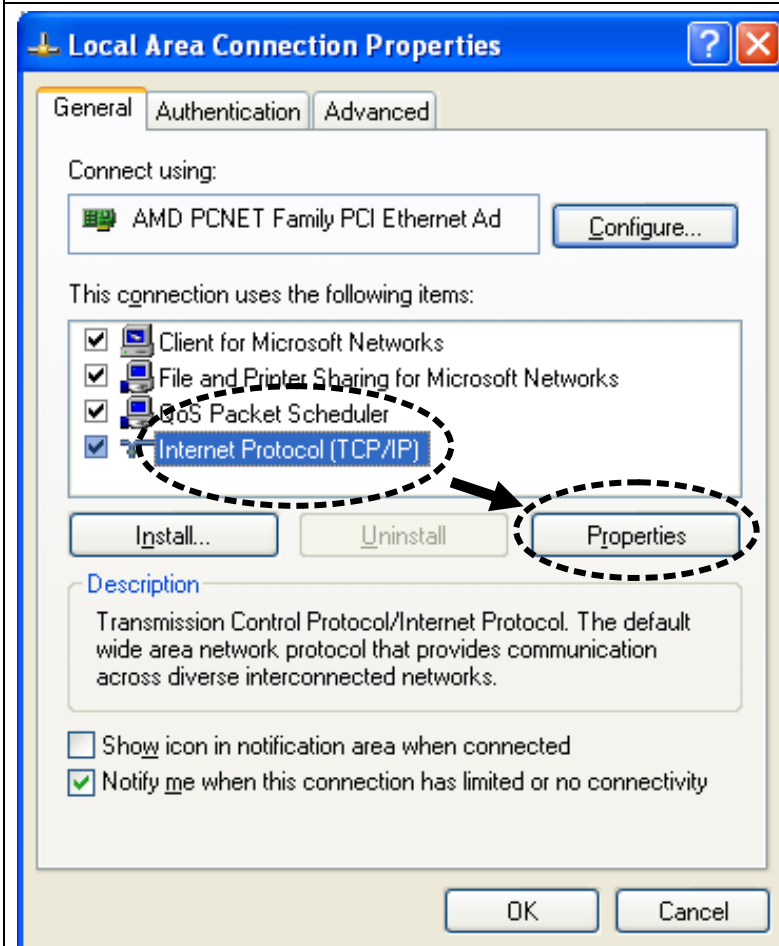 Local Area Connection Properties
General Authentication Advanced
Connect using:
AMD PCNET Family PCI Ethernet Ad
Configure...
This connection uses the following items:
Client for Microsoft Networks
File and Printer Sharing for Microsoft Networks
QoS Packet Scheduler
Internet Protocol (TCP/IP)
Install... Uninstall Properties
Description
Transmission Control Protocol/Internet Protocol. The default
wide area network protocol that provides communication
across diverse interconnected networks.
Show icon in notification area when connected
Notify me when this connection has limited or no connectivity
OK Cancel